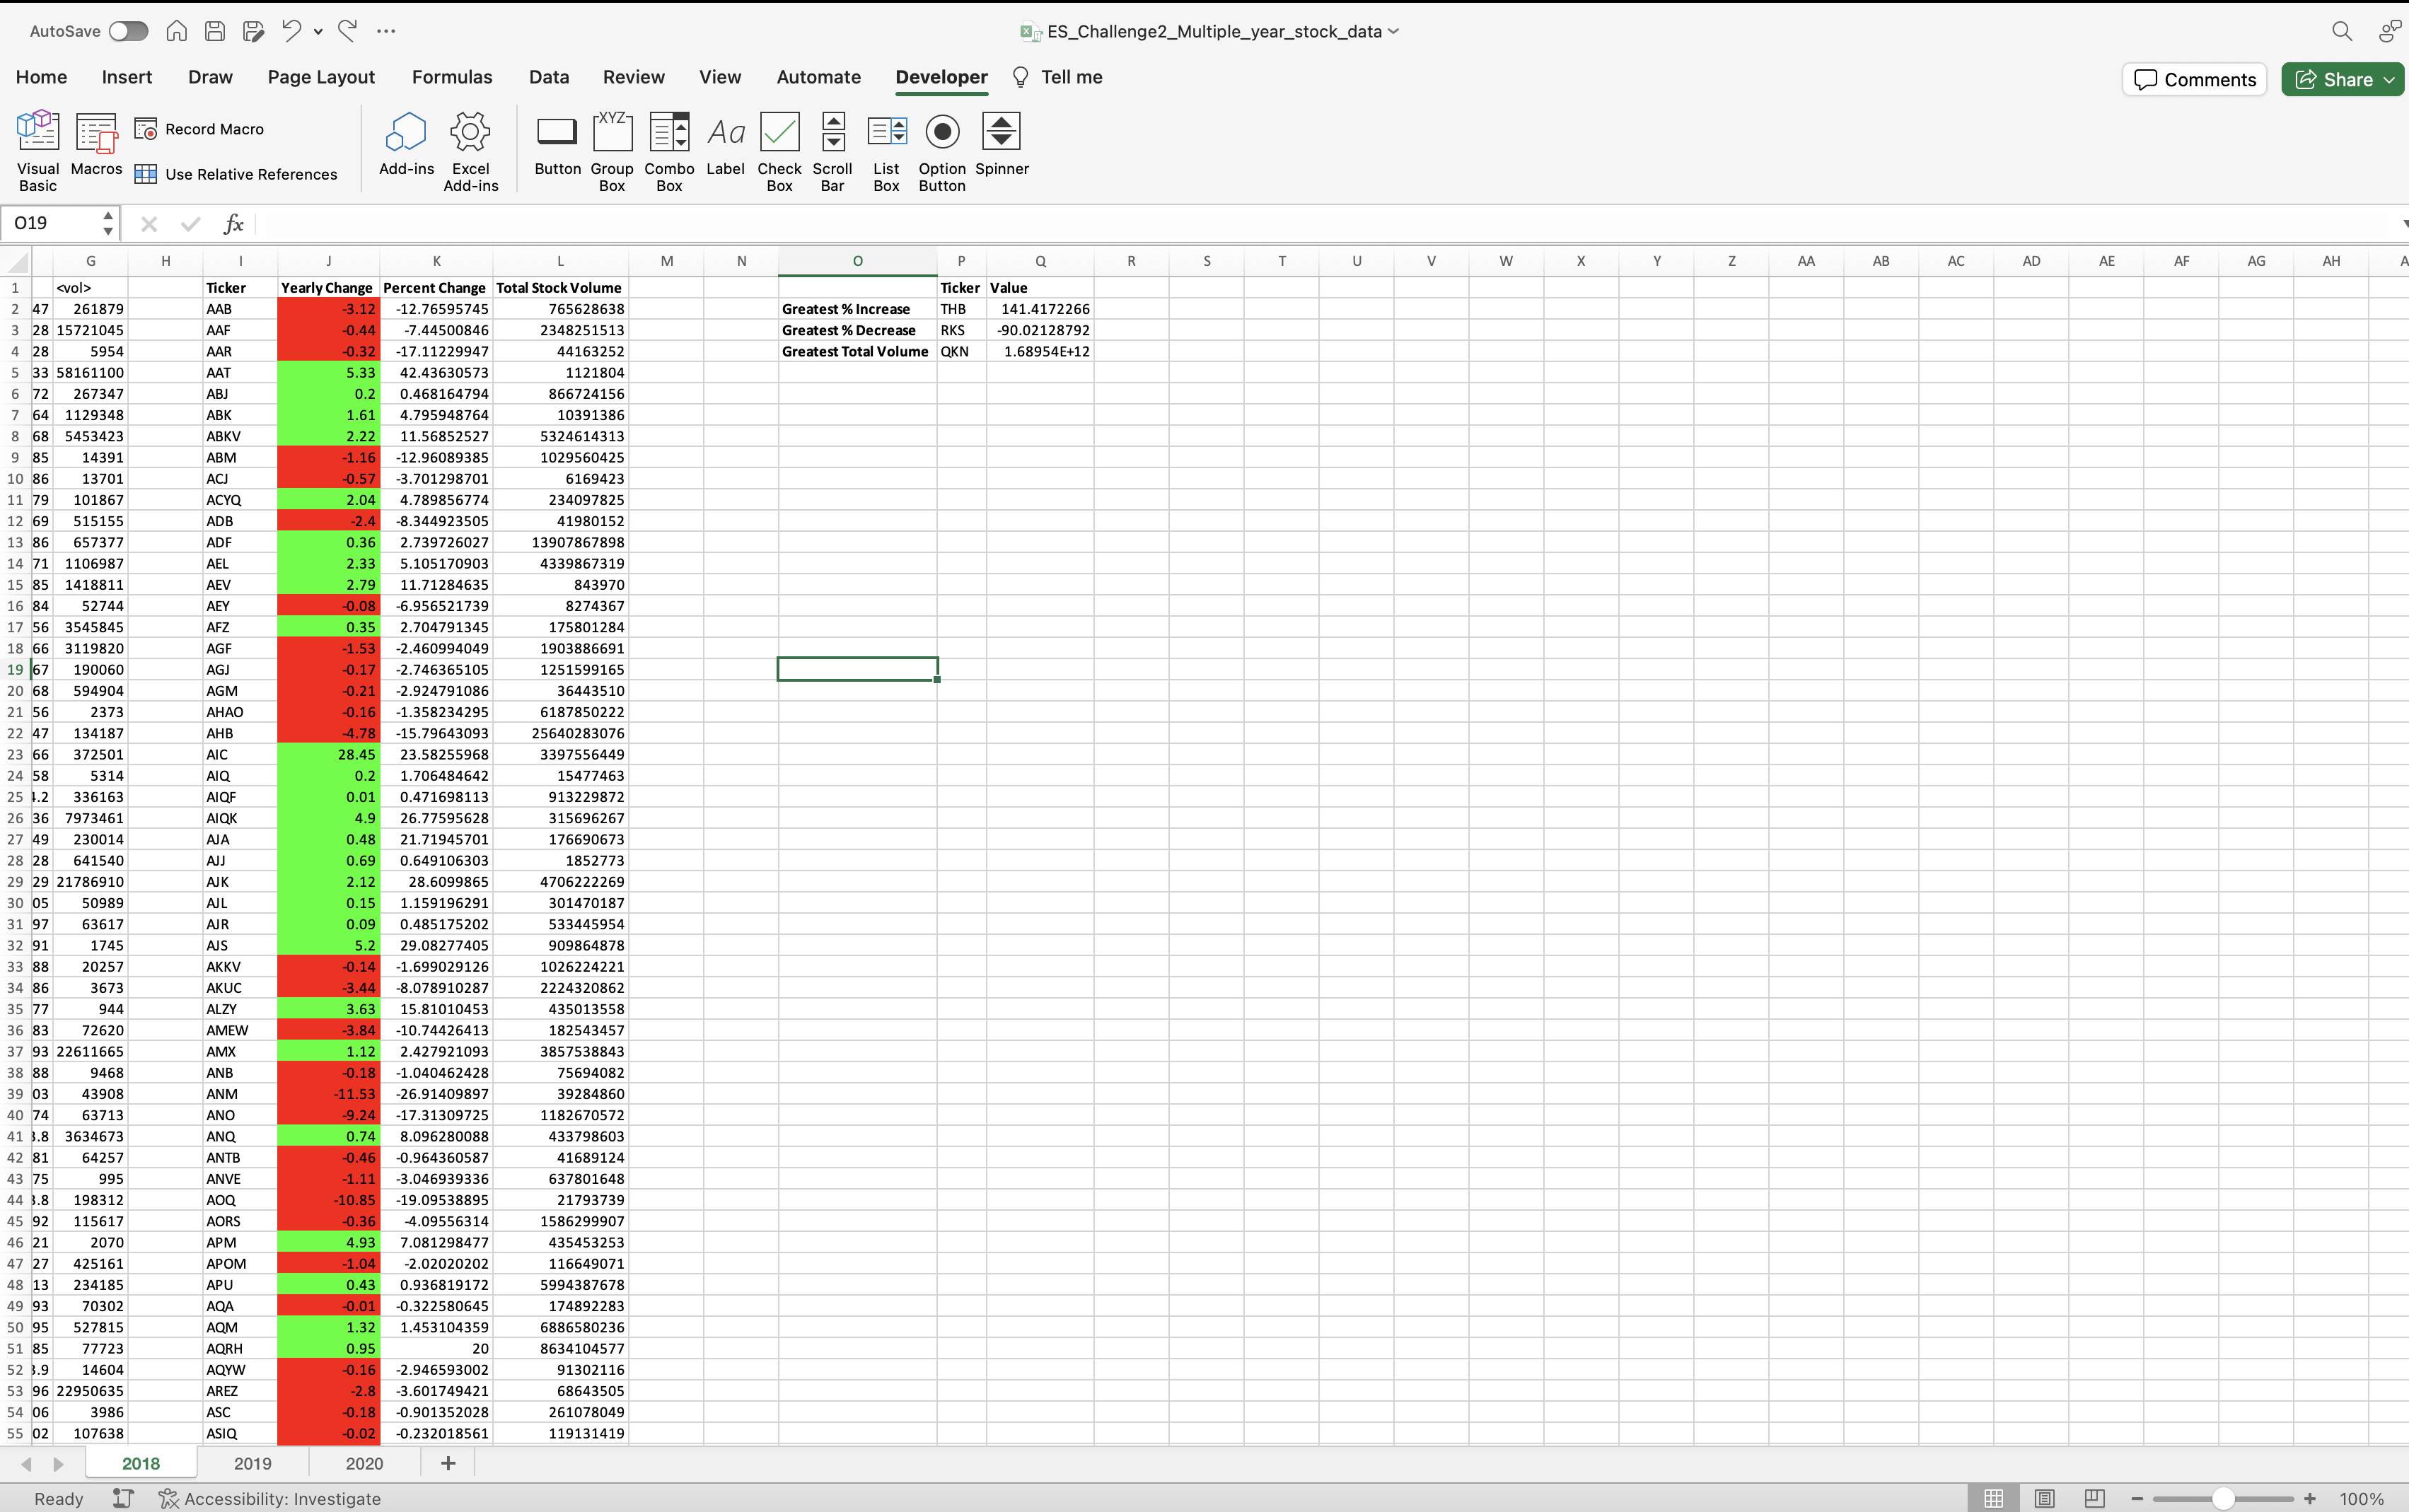 AutoSave
ES_Challenge2_Multiple_year_stock_data
Home Insert Draw Page Layout Formulas Data Review View Automate Developer Tell me
Comments Share
Visual Basic
Macros
Record Macro
Use Relative References
Add-ins
Excel Add-ins
Button
Group Box
XYZ
Combo Box
Aa
Label
Check Box
Scroll Bar
List Box
Option Button
Spinner
O19 fx
G H I J K L M N O P Q R S T U V W X Y Z AA AB AC AD AE AF AG AH A
1 <vol> Ticker Yearly Change Percent Change Total Stock Volume Ticker Value
2 47 261879 AAB -3.12 -12.76595745 765628638 Greatest % Increase THB 141.4172266
3 28 15721045 AAF -0.44 -7.44500846 2348251513 Greatest % Decrease RKS -90.02128792
4 28 5954 AAR -0.32 -17.11229947 44163252 Greatest Total Volume QKN 1.68954E+12
5 33 58161100 AAT 5.33 42.43630573 1121804
6 72 267347 ABJ 0.2 0.468164794 866724156
7 64 1129348 ABK 1.61 4.795948764 10391386
8 68 5453423 ABKV 2.22 11.56852527 5324614313
9 85 14391 ABM -1.16 -12.96089385 1029560425
10 86 13701 ACJ -0.57 -3.701298701 6169423
11 79 101867 ACYQ 2.04 4.789856774 234097825
12 69 515155 ADB -2.4 -8.344923505 41980152
13 86 657377 ADF 0.36 2.739726027 13907867898
14 71 1106987 AEL 2.33 5.105170903 4339867319
15 85 1418811 AEV 2.79 11.71284635 843970
16 84 52744 AEY -0.08 -6.956521739 8274367
17 56 3545845 AFZ 0.35 2.704791345 175801284
18 66 3119820 AGF -1.53 -2.460994049 1903886691
19 67 190060 AGJ -0.17 -2.746365105 1251599165
20 68 594904 AGM -0.21 -2.924791086 36443510
21 56 2373 AHAO -0.16 -1.358234295 6187850222
22 47 134187 AHB -4.78 -15.79643093 25640283076
23 66 372501 AIC 28.45 23.58255968 3397556449
24 58 5314 AIQ 0.2 1.706484642 15477463
25 .2 336163 AIQF 0.01 0.471698113 913229872
26 36 7973461 AIQK 4.9 26.77595628 315696267
27 49 230014 AJA 0.48 21.71945701 176690673
28 28 641540 AJJ 0.69 0.649106303 1852773
29 29 21786910 AJK 2.12 28.6099865 4706222269
30 05 50989 AJL 0.15 1.159196291 301470187
31 97 63617 AJR 0.09 0.485175202 533445954
32 91 1745 AJS 5.2 29.08277405 909864878
33 88 20257 AKKV -0.14 -1.699029126 1026224221
34 86 3673 AKUC -3.44 -8.078910287 2224320862
35 77 944 ALZY 3.63 15.81010453 435013558
36 83 72620 AMEW -3.84 -10.74426413 182543457
37 93 22611665 AMX 1.12 2.427921093 3857538843
38 88 9468 ANB -0.18 -1.040462428 75694082
39 03 43908 ANM -11.53 -26.91409897 39284860
40 74 63713 ANO -9.24 -17.31309725 1182670572
41 .8 3634673 ANQ 0.74 8.096280088 433798603
42 81 64257 ANTB -0.46 -0.964360587 41689124
43 75 995 ANVE -1.11 -3.046939336 637801648
44 .8 198312 AOQ -10.85 -19.09538895 21793739
45 92 115617 AORS -0.36 -4.09556314 1586299907
46 21 2070 APM 4.93 7.081298477 435453253
47 27 425161 APOM -1.04 -2.02020202 116649071
48 13 234185 APU 0.43 0.936819172 5994387678
49 93 70302 AQA -0.01 -0.322580645 174892283
50 95 527815 AQM 1.32 1.453104359 6886580236
51 85 77723 AQRH 0.95 20 8634104577
52 .9 14604 AQYW -0.16 -2.946593002 91302116
53 96 22950635 AREZ -2.8 -3.601749421 68643505
54 06 3986 ASC -0.18 -0.901352028 261078049
55 02 107638 ASIQ -0.02 -0.232018561 119131419
2018 2019 2020 +
Ready Accessibility: Investigate 100%